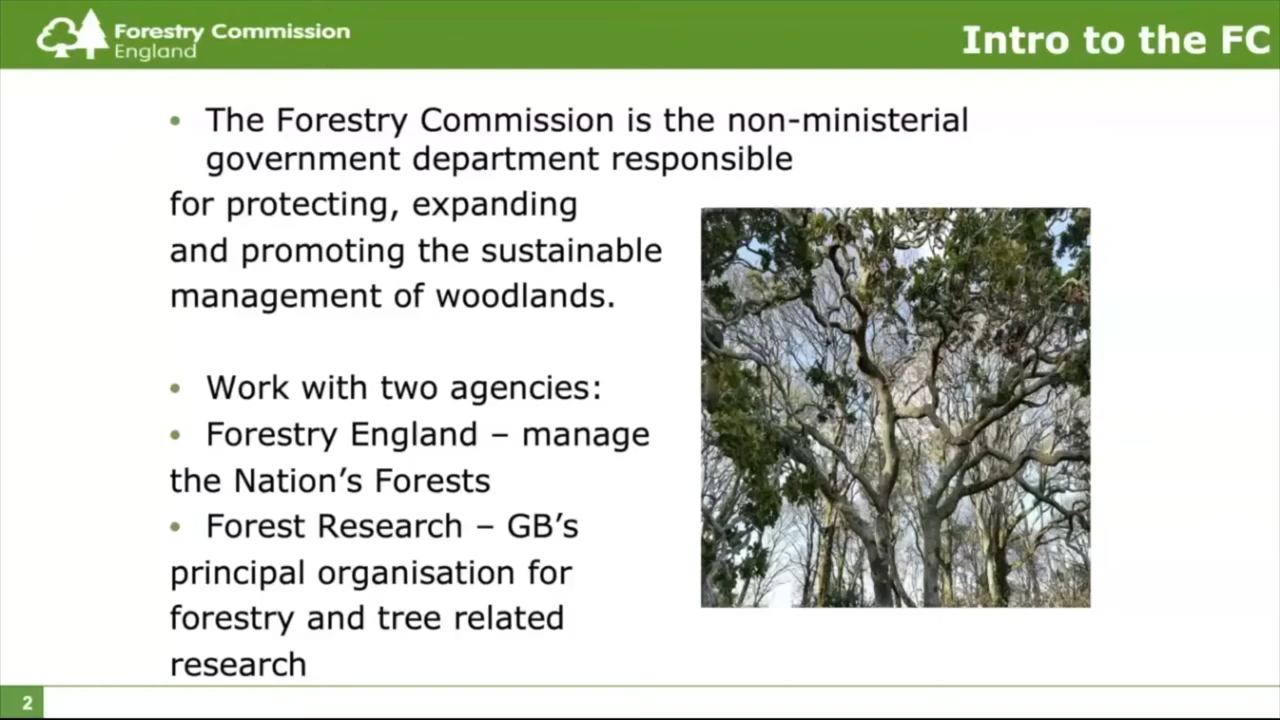 Forestry Commission
England
Intro to the FC
• The Forestry Commission is the non-ministerial
government department responsible
for protecting, expanding
and promoting the sustainable
management of woodlands.
• Work with two agencies:
• Forestry England – manage
the Nation’s Forests
• Forest Research – GB’s
principal organisation for
forestry and tree related
research
2